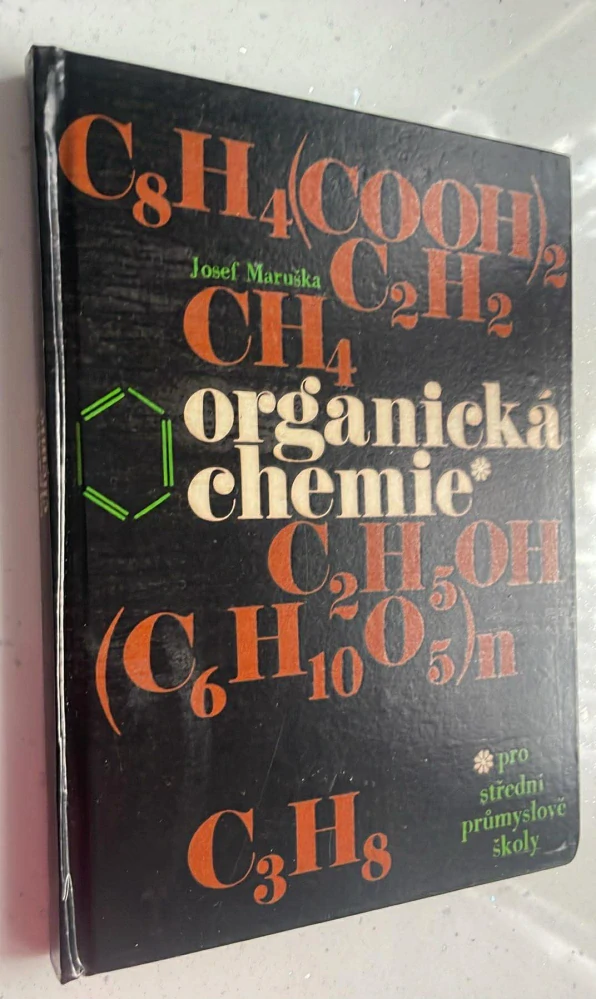 C₈H₄(COOH)₂
C₂H₂
Josef Maruška
CH₄
organická
chemie*
C₂H₅OH
(C₆H₁₀O₅)n
C₃H₈
*pro
střední
průmyslové
školy